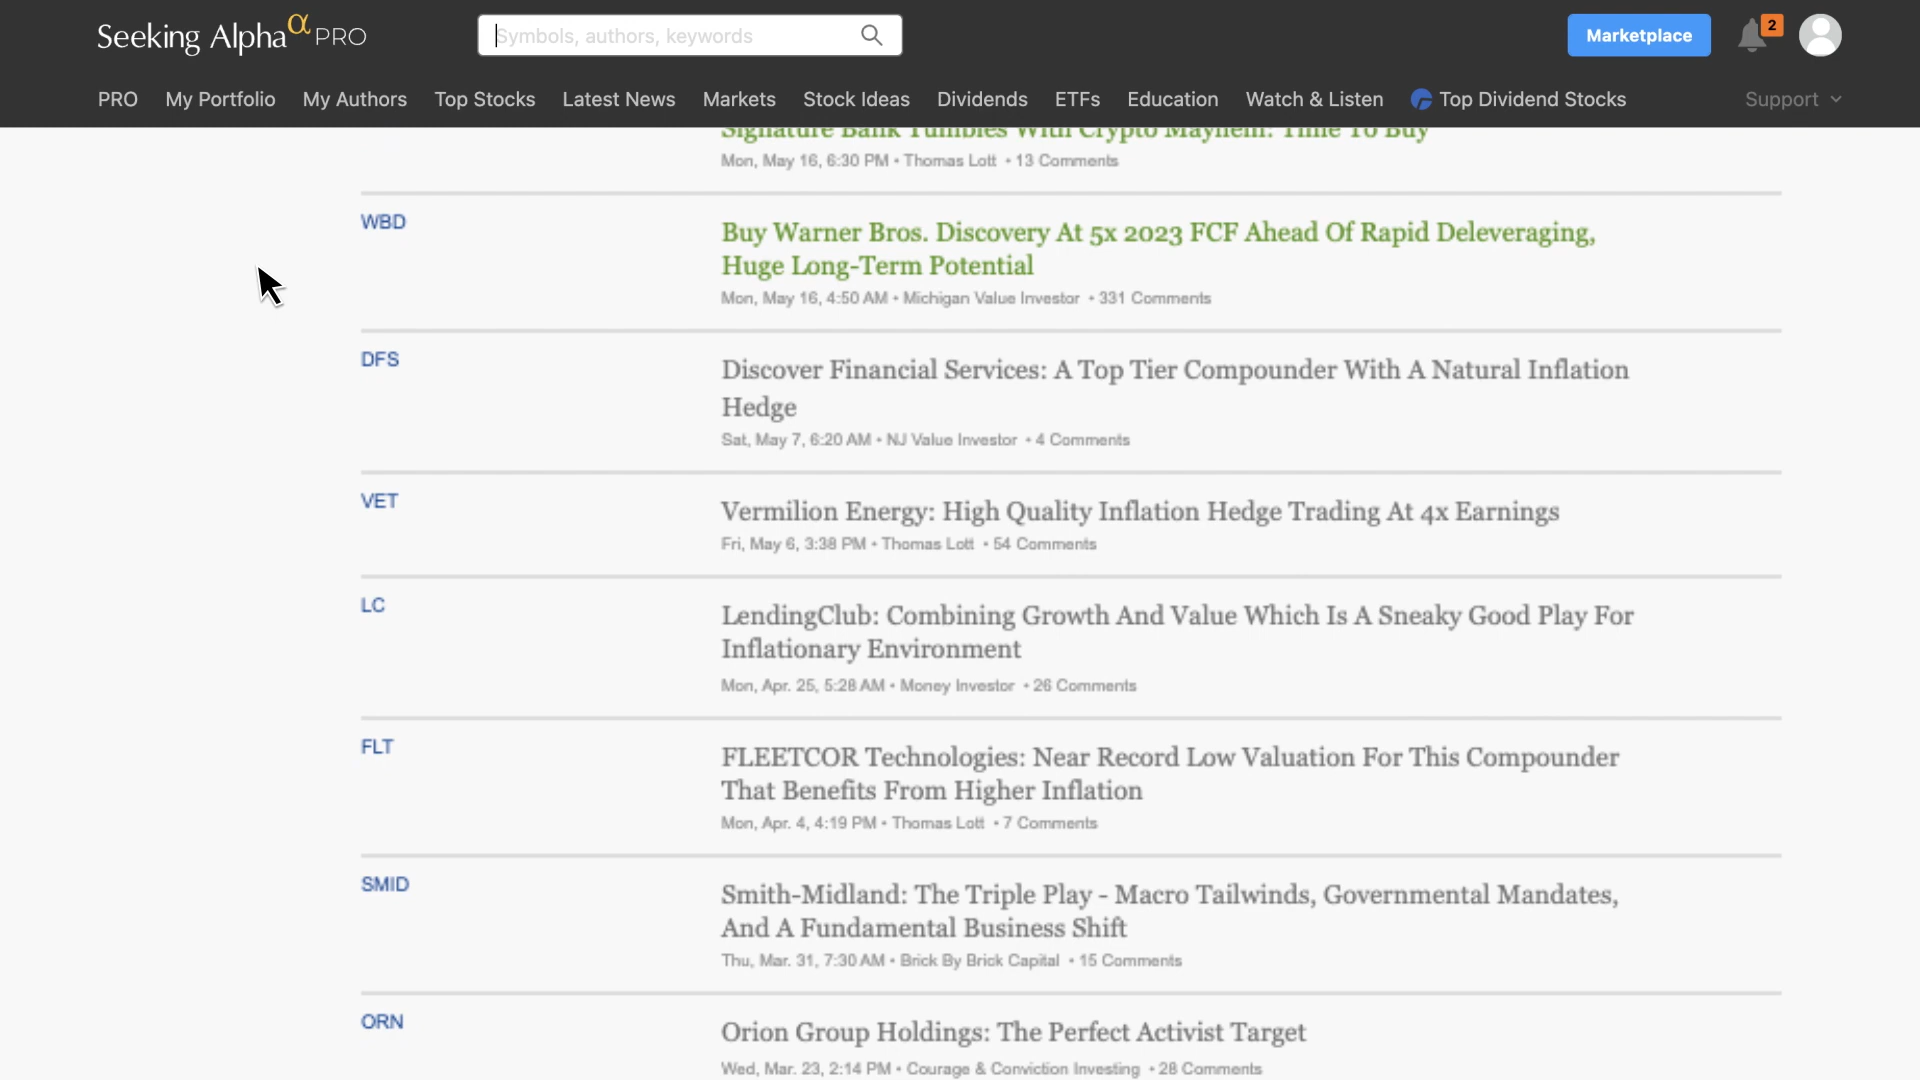 Seeking Alpha α PRO
Symbols, authors, keywords
Marketplace
2
PRO My Portfolio My Authors Top Stocks Latest News Markets Stock Ideas Dividends ETFs Education Watch & Listen Top Dividend Stocks Support
Signature Bank Tumbles With Crypto Mayhem: Time To Buy
Mon, May 16, 6:30 PM • Thomas Lott • 13 Comments
WBD
Buy Warner Bros. Discovery At 5x 2023 FCF Ahead Of Rapid Deleveraging,
Huge Long-Term Potential
Mon, May 16, 4:50 AM • Michigan Value Investor • 331 Comments
DFS
Discover Financial Services: A Top Tier Compounder With A Natural Inflation
Hedge
Sat, May 7, 6:20 AM • NJ Value Investor • 4 Comments
VET
Vermilion Energy: High Quality Inflation Hedge Trading At 4x Earnings
Fri, May 6, 3:38 PM • Thomas Lott • 54 Comments
LC
LendingClub: Combining Growth And Value Which Is A Sneaky Good Play For
Inflationary Environment
Mon, Apr. 25, 5:28 AM • Money Investor • 26 Comments
FLT
FLEETCOR Technologies: Near Record Low Valuation For This Compounder
That Benefits From Higher Inflation
Mon, Apr. 4, 4:19 PM • Thomas Lott • 7 Comments
SMID
Smith-Midland: The Triple Play - Macro Tailwinds, Governmental Mandates,
And A Fundamental Business Shift
Thu, Mar. 31, 7:30 AM • Brick By Brick Capital • 15 Comments
ORN
Orion Group Holdings: The Perfect Activist Target
Wed, Mar. 23, 2:14 PM • Courage & Conviction Investing • 28 Comments